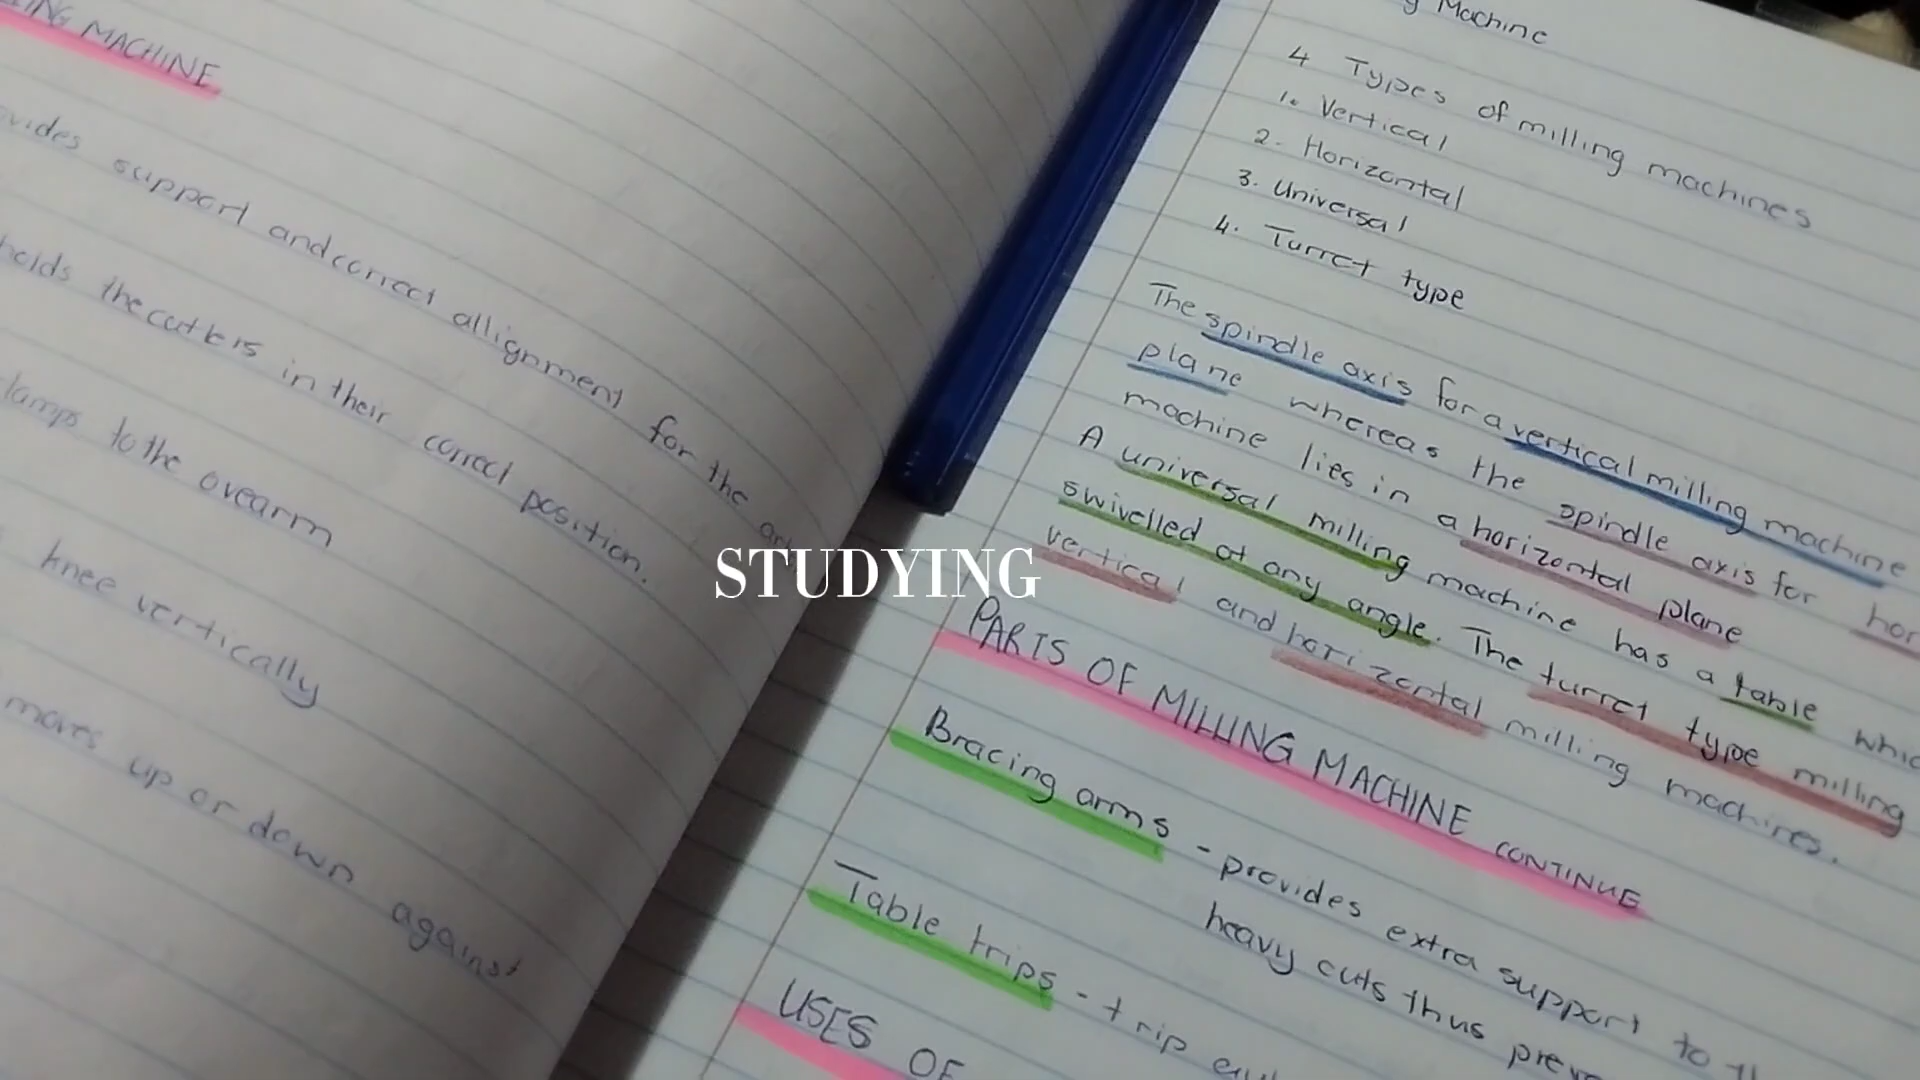 MACHINE
support and correct allignment for the
holds the cutters in their correct position.
to the ovearm
knee vertically
moves up or down against
STUDYING
Machine
4 Types of milling machines
1. Vertical
2. Horizontal
3. Universal
4. Turret type
The spindle axis for a vertical milling machine
plane whereas the spindle axis for
machine lies in a horizontal plane
A universal milling machine has a table
swivelled at any angle. The turret type milling
vertical and horizontal milling machines.
PARTS OF MILLING MACHINE CONTINUE
Bracing arms - provides extra support to
heavy cuts thus
Table trips - trip
USES OF